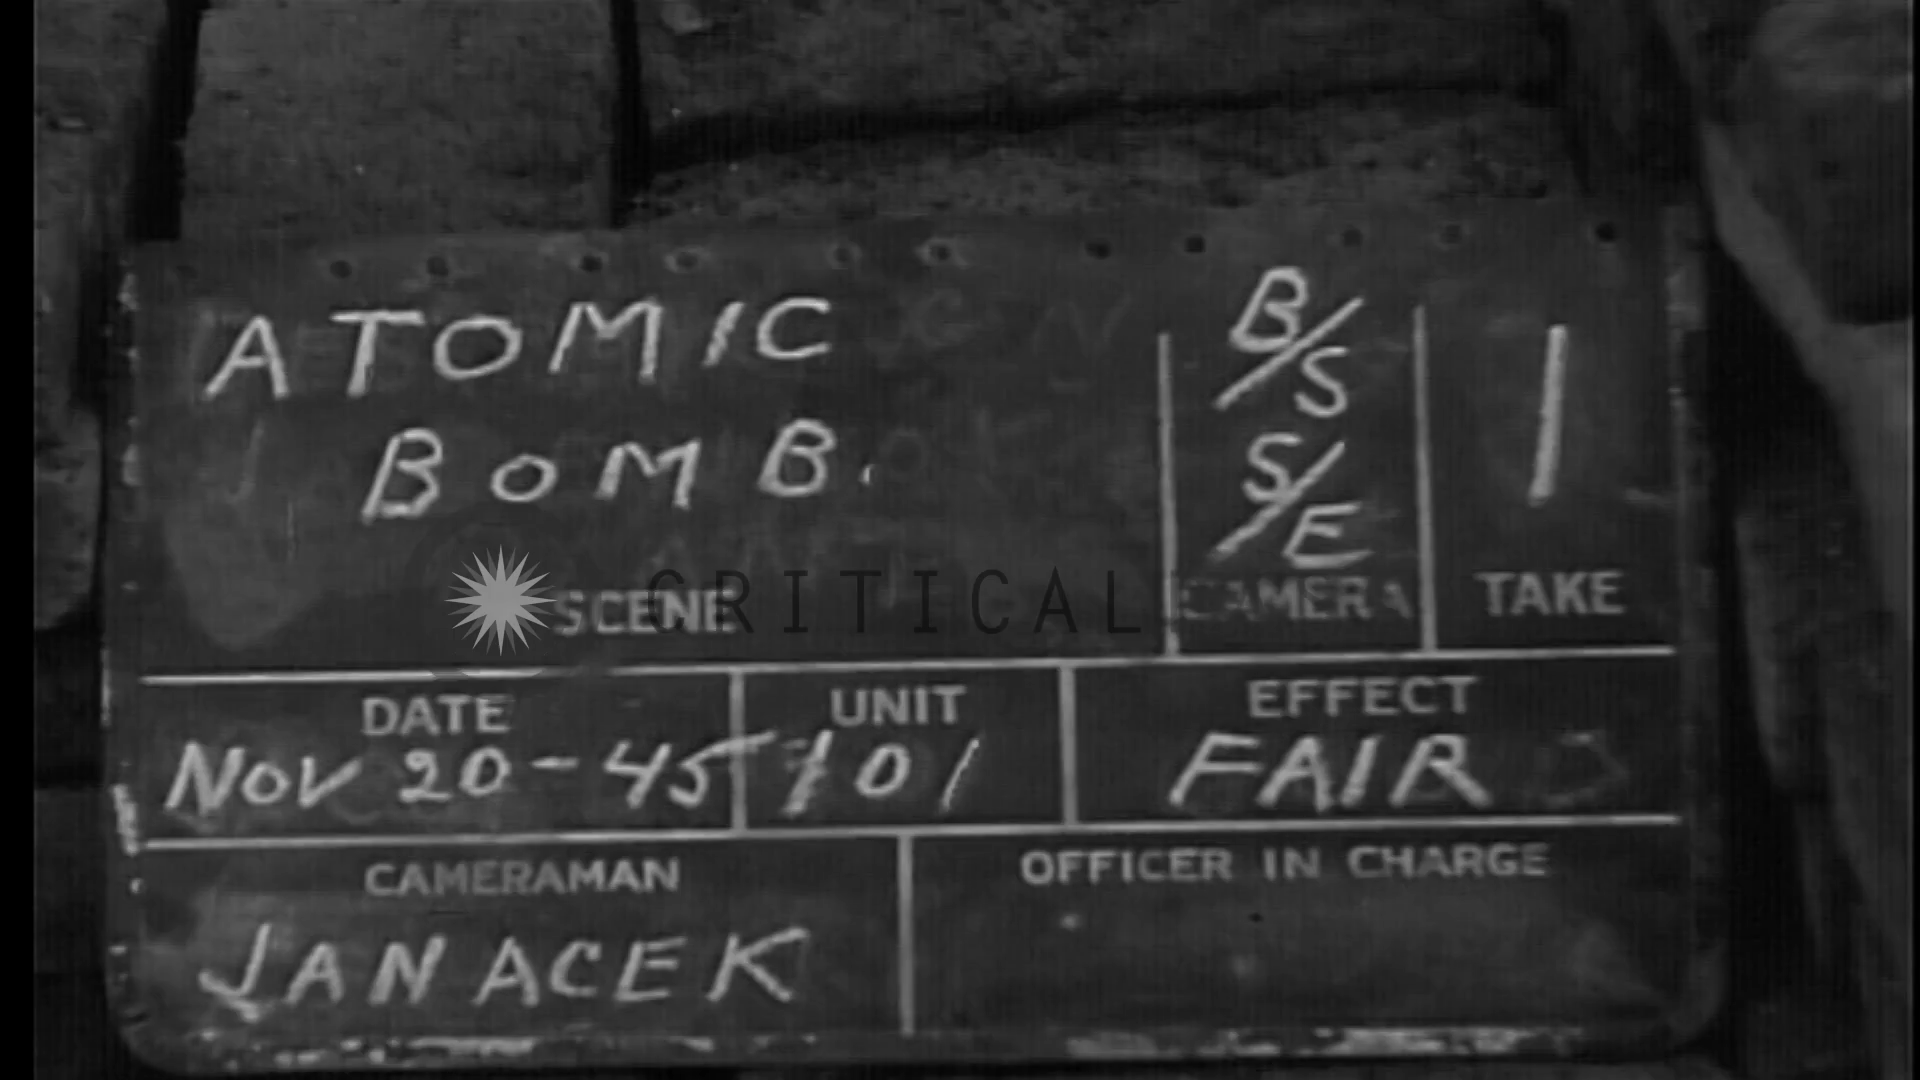 ATOMIC
BOMB.
B/S
S/E
1
SCENE
CAMERA
TAKE
CRITICAL
DATE
UNIT
EFFECT
NOV 20-45
101
FAIR
CAMERAMAN
OFFICER IN CHARGE
JANACEK